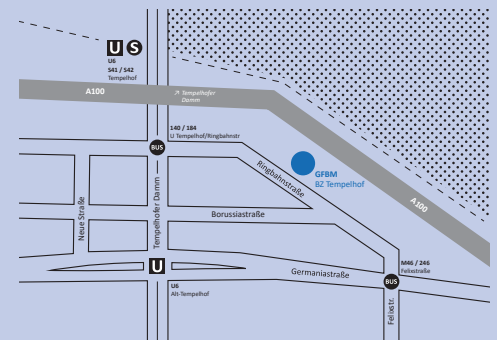 U S
U6
S41 / S42
Tempelhof
A100
↗ Tempelhofer
Damm
140 / 184
U Tempelhof/Ringbahnstr
BUS
Ringbahnstraße
GFBM
BZ Tempelhof
A100
Neue Straße
Tempelhofer Damm
Borussiastraße
M46 / 246
Felixstraße
U
Germaniastraße
BUS
U6
Alt-Tempelhof
Felixstr.